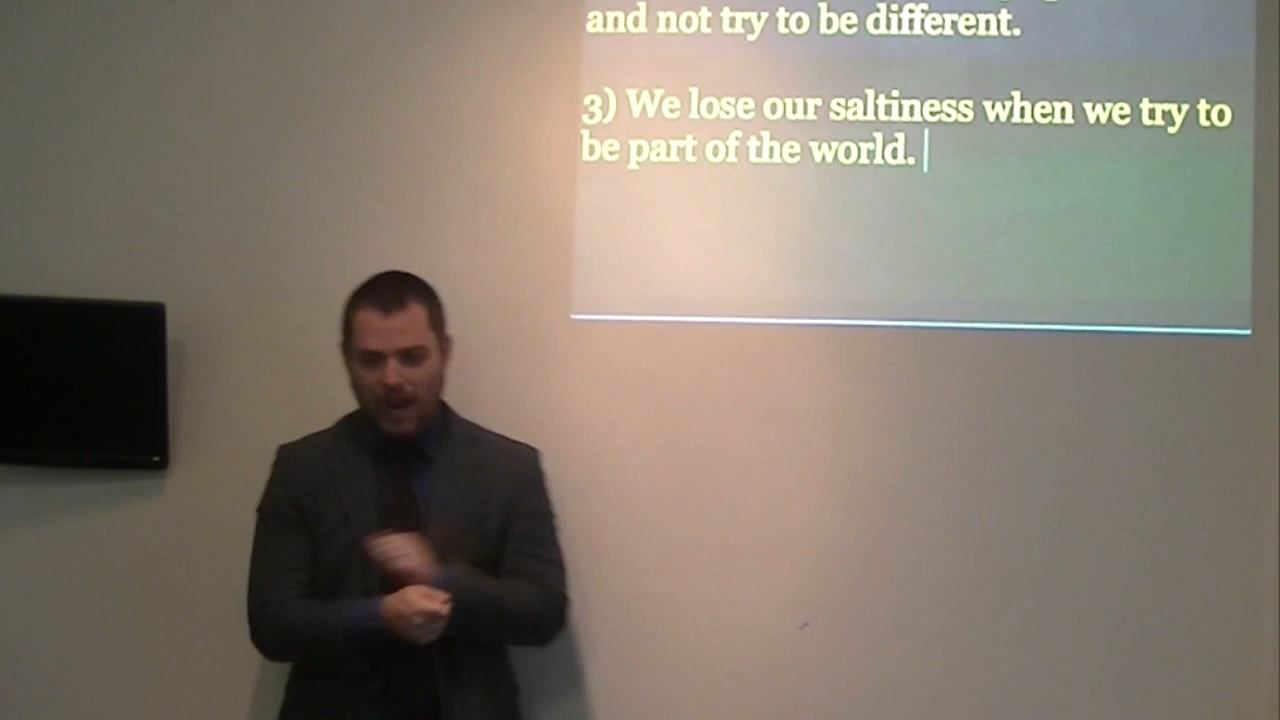 and not try to be different.
3) We lose our saltiness when we try to
be part of the world.